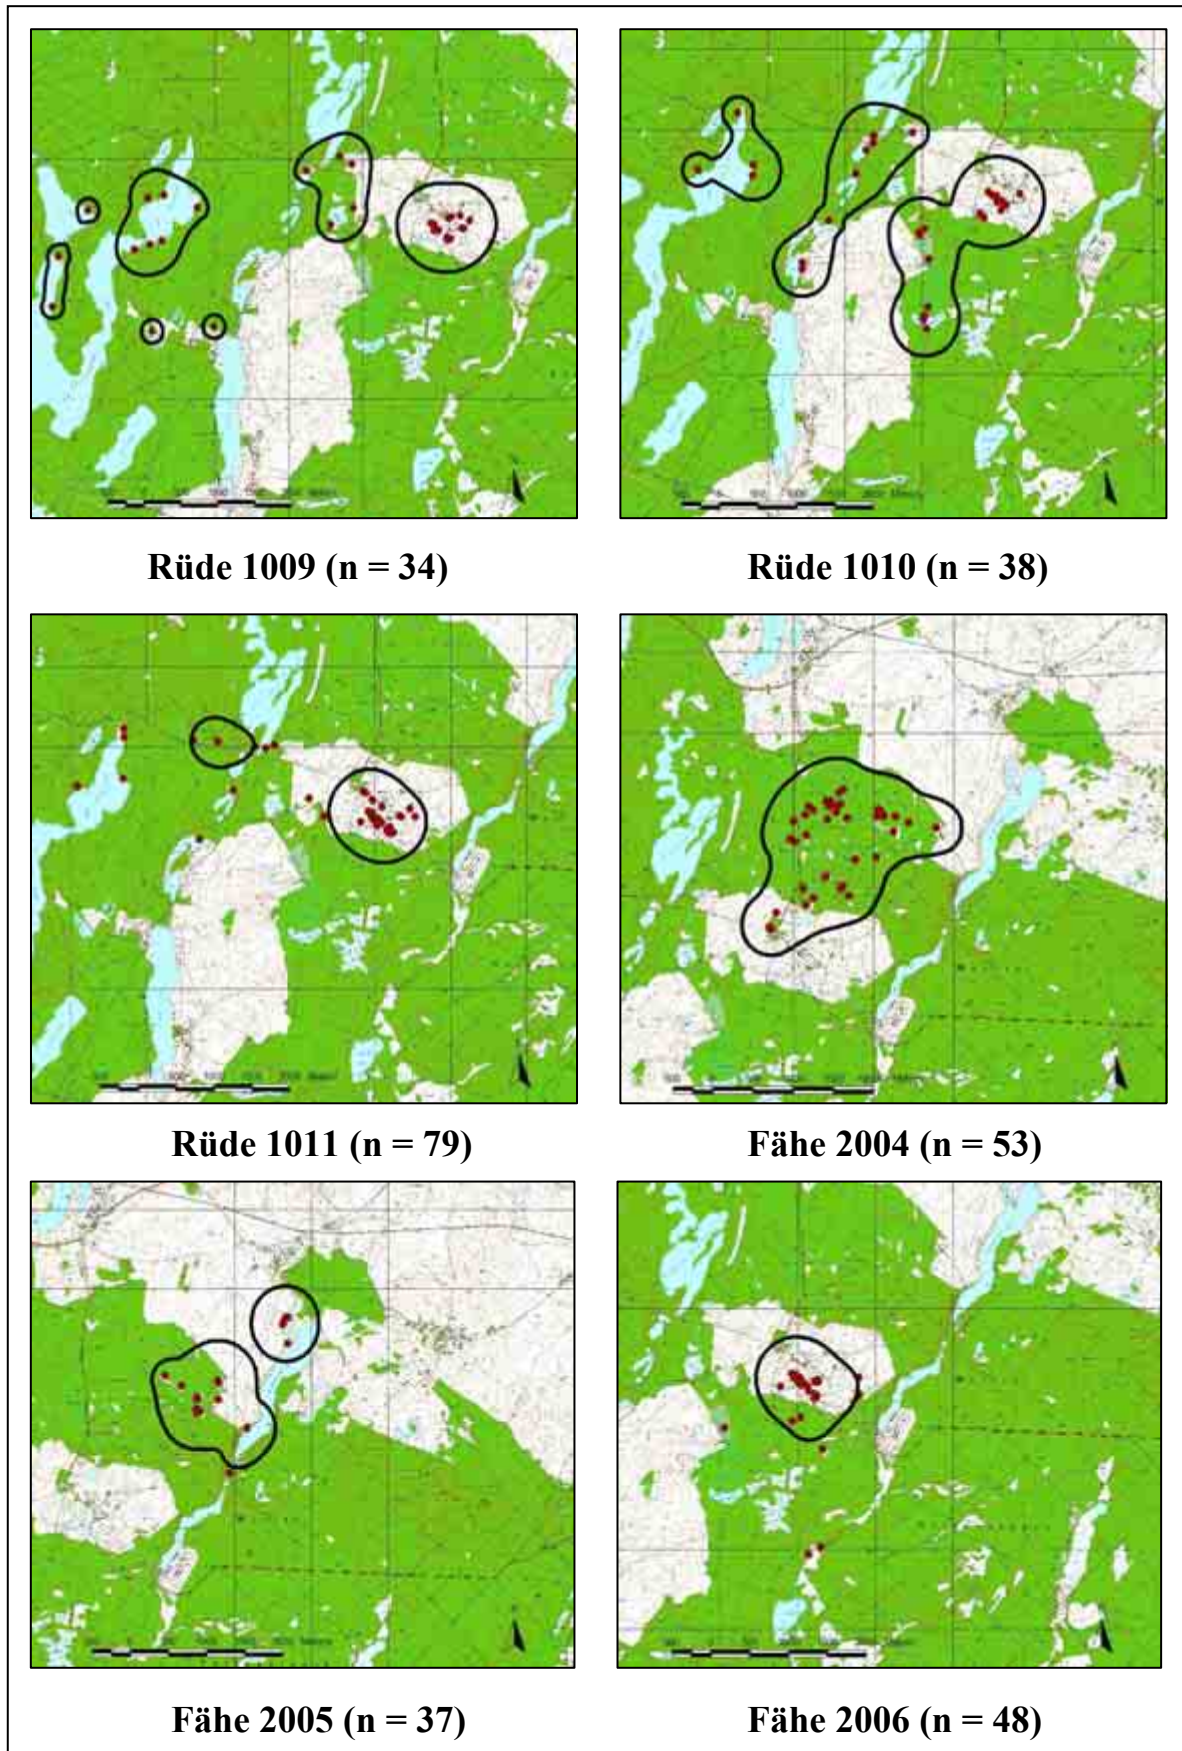 Rüde 1009 (n = 34)
Rüde 1010 (n = 38)
Rüde 1011 (n = 79)
Fähe 2004 (n = 53)
Fähe 2005 (n = 37)
Fähe 2006 (n = 48)